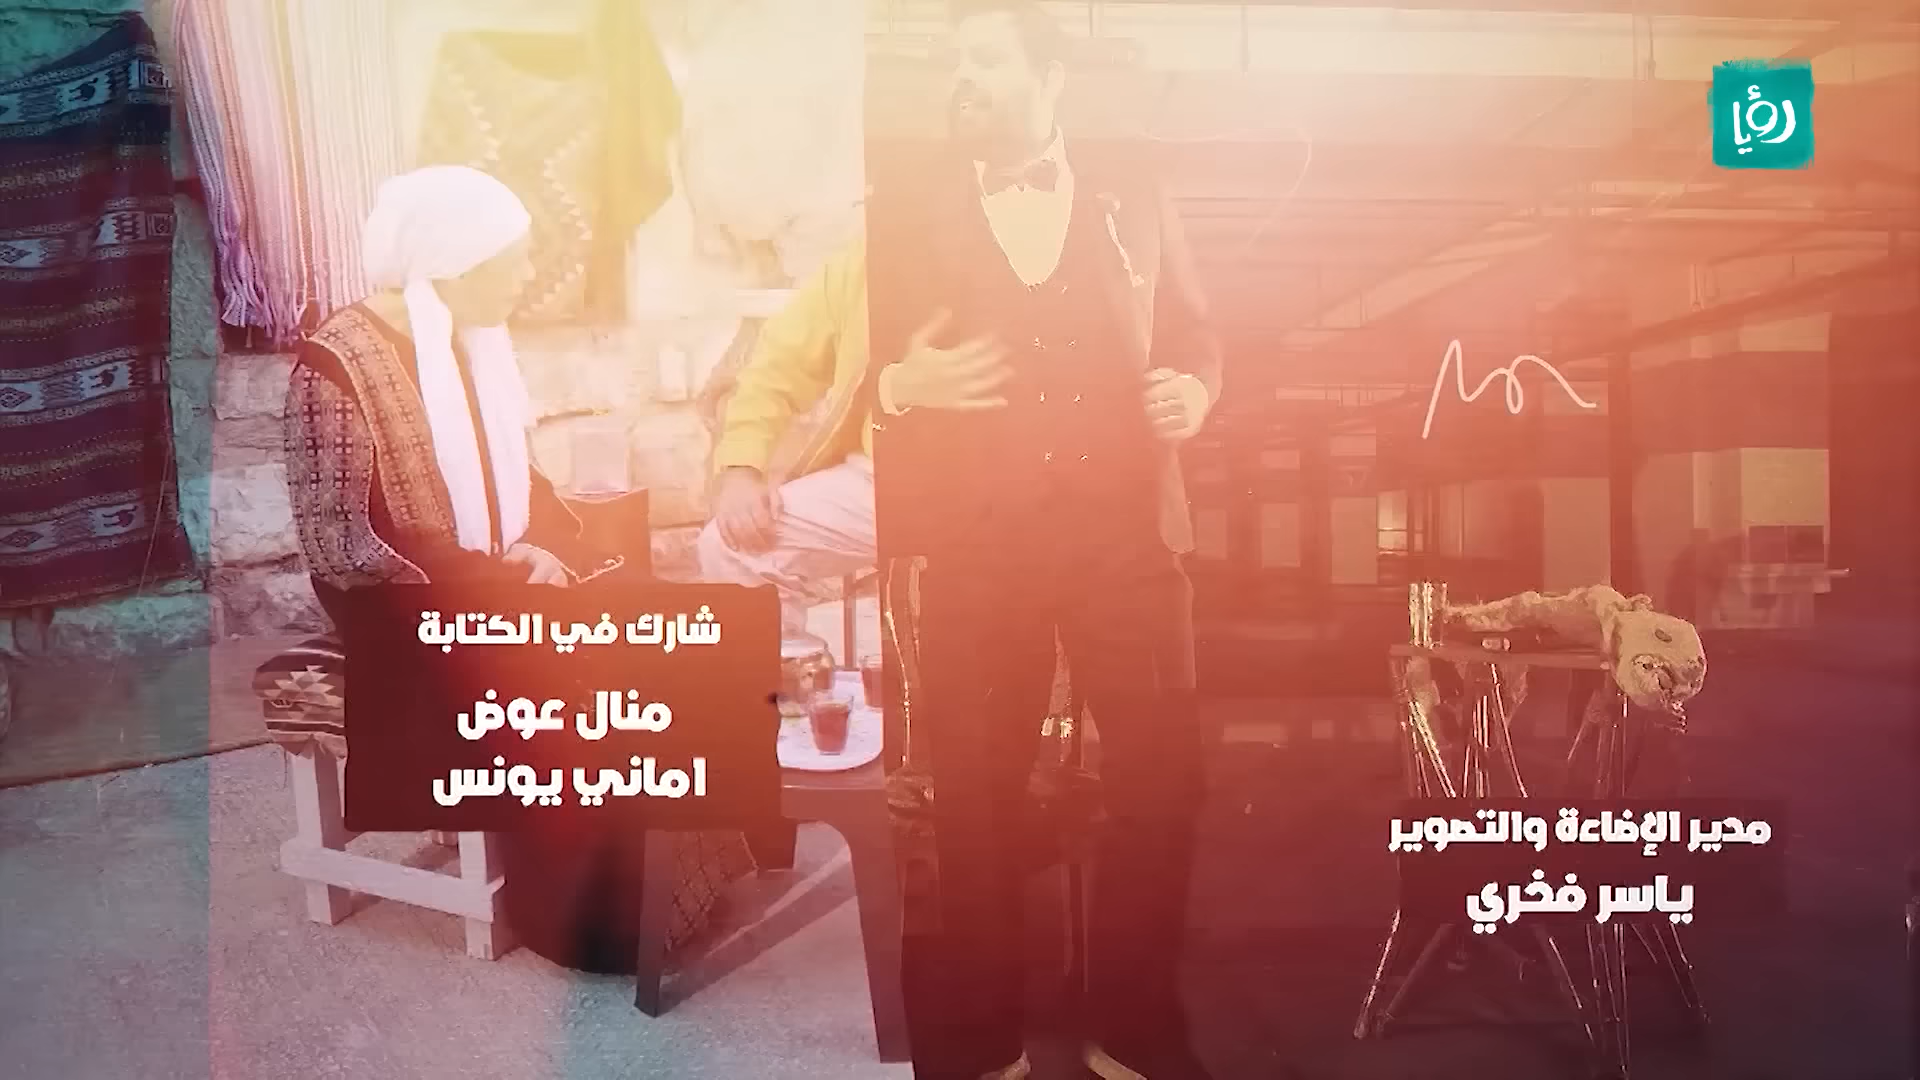 رؤيا
شارك في الكتابة
منال عوض
اماني يونس
مدير الإضاءة والتصوير
ياسر فخري